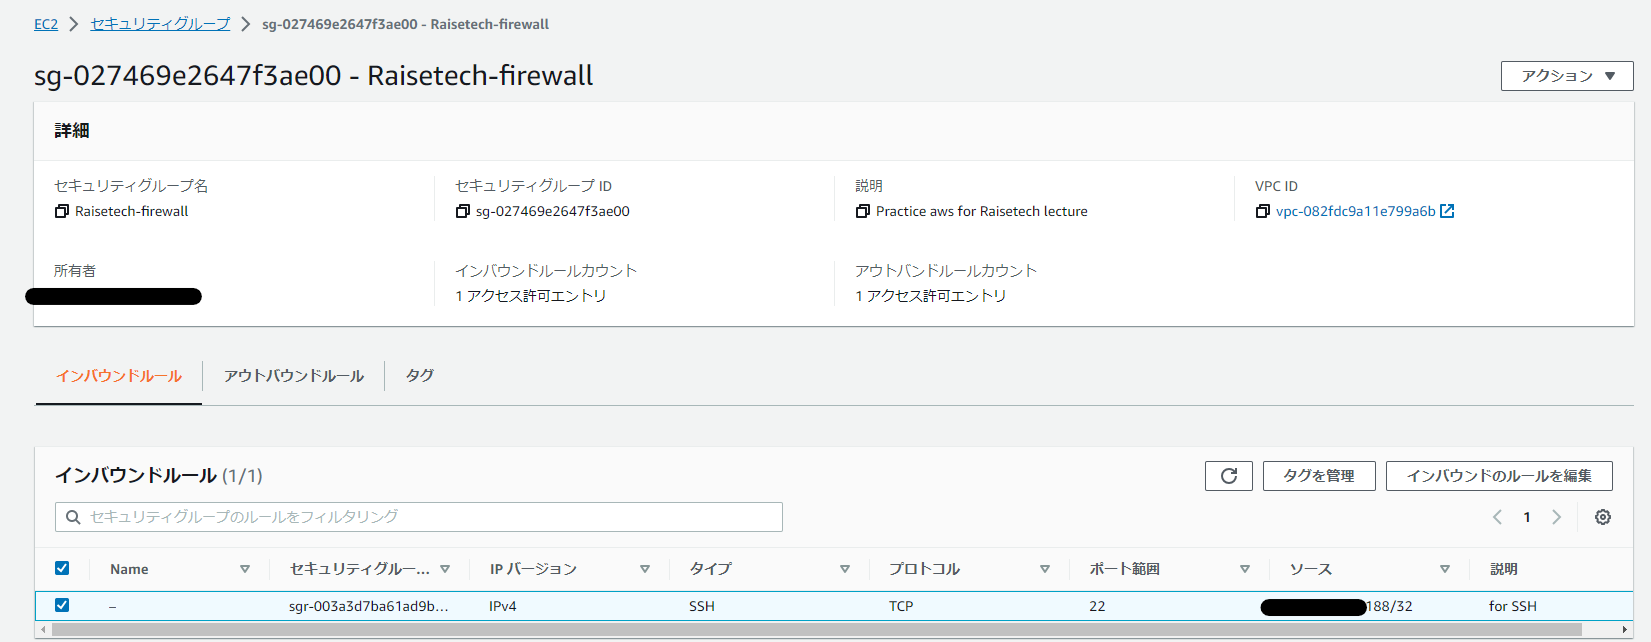 EC2 > セキュリティグループ > sg-027469e2647f3ae00 - Raisetech-firewall
sg-027469e2647f3ae00 - Raisetech-firewall
アクション ▼
詳細
セキュリティグループ名
Raisetech-firewall
セキュリティグループ ID
sg-027469e2647f3ae00
説明
Practice aws for Raisetech lecture
VPC ID
vpc-082fdc9a11e799a6b
所有者
インバウンドルールカウント
1 アクセス許可エントリ
アウトバンドルールカウント
1 アクセス許可エントリ
インバウンドルール アウトバウンドルール タグ
インバウンドルール (1/1)
タグを管理 インバウンドのルールを編集
セキュリティグループのルールをフィルタリング
1
Name セキュリティグルー... IP バージョン タイプ プロトコル ポート範囲 ソース 説明
– sgr-003a3d7ba61ad9b... IPv4 SSH TCP 22 188/32 for SSH